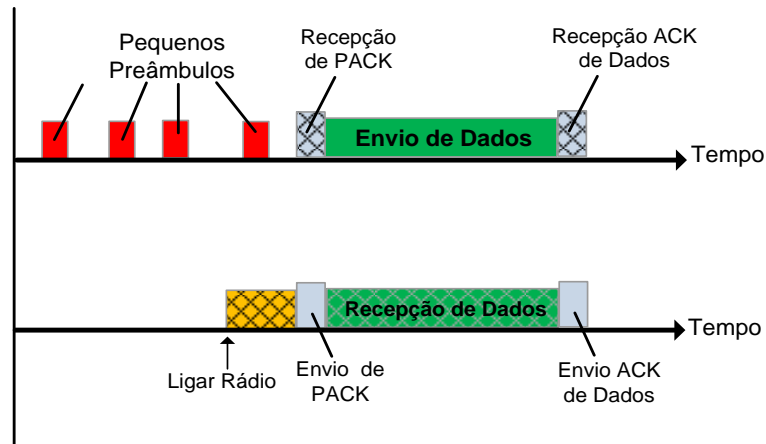 Pequenos
Preâmbulos
Recepção
de PACK
Recepção ACK
de Dados
Envio de Dados
Tempo
Recepção de Dados
Tempo
Ligar Rádio
Envio de
PACK
Envio ACK
de Dados